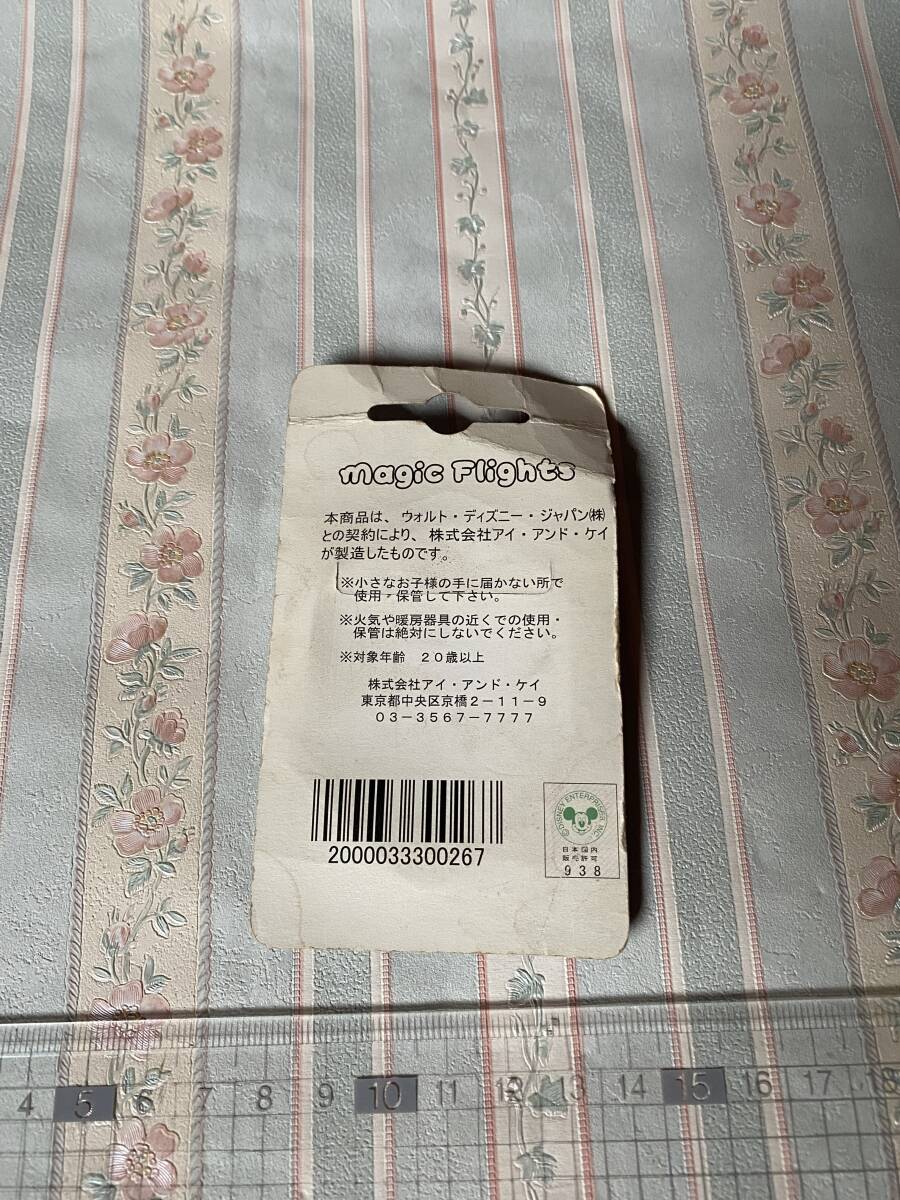 magic Flights
本商品は、ウォルト・ディズニー・ジャパン㈱
との契約により、株式会社アイ・アンド・ケイ
が製造したものです。
※小さなお子様の手に届かない所で
使用・保管して下さい。
※火気や暖房器具の近くでの使用・
保管は絶対にしないでください。
※対象年齢　２０歳以上
株式会社アイ・アンド・ケイ
東京都中央区京橋２－１１－９
０３－３５６７－７７７７
2000033300267
©DISNEY ENTERPRISES, INC.
日本国内
販売許可
938
4 5 6 7 8 9 10 11 12 13 14 15 16 17 18